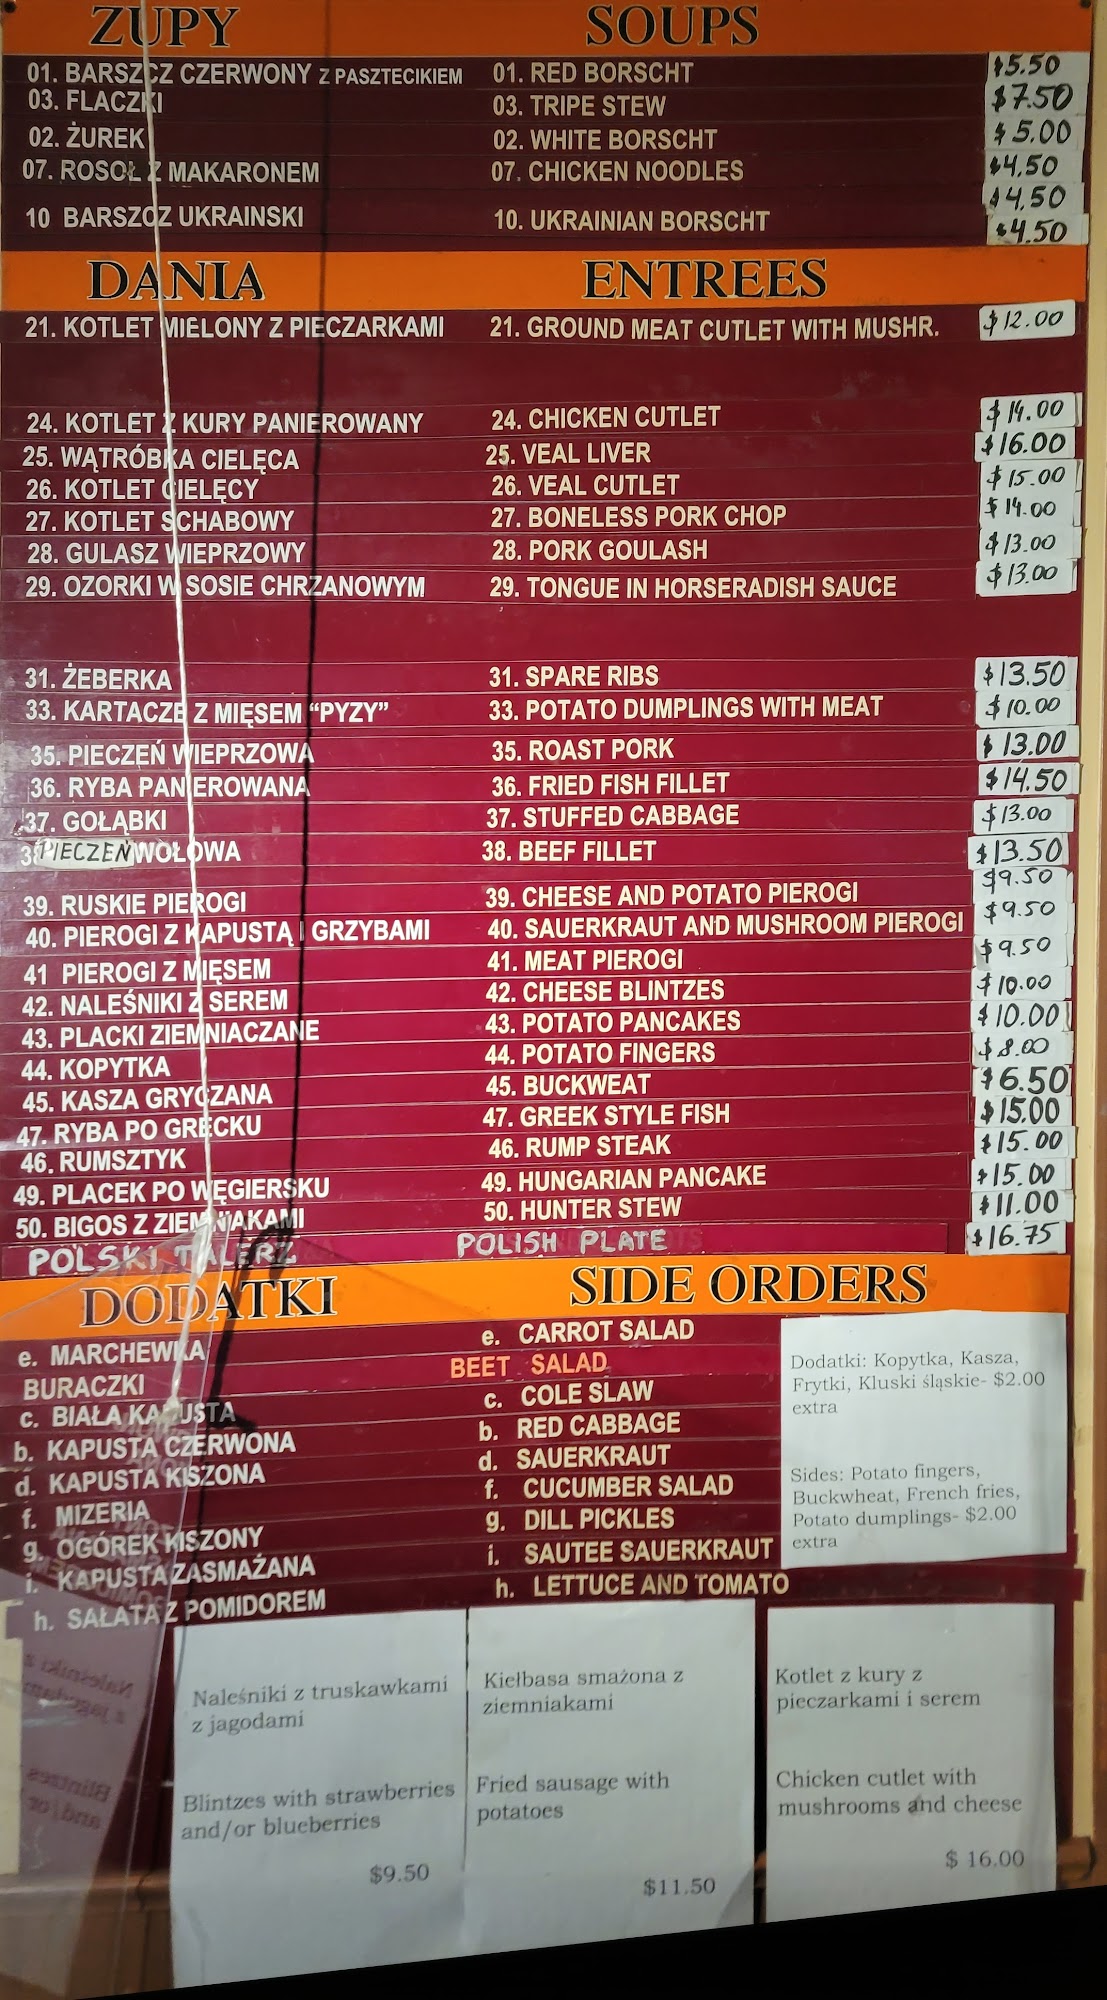 ZUPY SOUPS
01. BARSZCZ CZERWONY Z PASZTECIKIEM 01. RED BORSCHT $5.50
03. FLACZKI 03. TRIPE STEW $7.50
02. ŻUREK 02. WHITE BORSCHT $5.00
07. ROSOŁ Z MAKARONEM 07. CHICKEN NOODLES $4.50
$4.50
10 BARSZCZ UKRAINSKI 10. UKRAINIAN BORSCHT $4.50
DANIA ENTREES
21. KOTLET MIELONY Z PIECZARKAMI 21. GROUND MEAT CUTLET WITH MUSHR. $12.00
24. KOTLET Z KURY PANIEROWANY 24. CHICKEN CUTLET $14.00
25. WĄTRÓBKA CIELĘCA 25. VEAL LIVER $16.00
26. KOTLET CIELĘCY 26. VEAL CUTLET $15.00
27. KOTLET SCHABOWY 27. BONELESS PORK CHOP $14.00
28. GULASZ WIEPRZOWY 28. PORK GOULASH $13.00
29. OZORKI W SOSIE CHRZANOWYM 29. TONGUE IN HORSERADISH SAUCE $13.00
31. ŻEBERKA 31. SPARE RIBS $13.50
33. KARTACZE Z MIĘSEM “PYZY” 33. POTATO DUMPLINGS WITH MEAT $10.00
35. PIECZEŃ WIEPRZOWA 35. ROAST PORK $13.00
36. RYBA PANIEROWANA 36. FRIED FISH FILLET $14.50
37. GOŁĄBKI 37. STUFFED CABBAGE $13.00
PIECZEŃ WOŁOWA 38. BEEF FILLET $13.50
39. RUSKIE PIEROGI 39. CHEESE AND POTATO PIEROGI $9.50
40. PIEROGI Z KAPUSTĄ I GRZYBAMI 40. SAUERKRAUT AND MUSHROOM PIEROGI $9.50
41 PIEROGI Z MIĘSEM 41. MEAT PIEROGI $9.50
42. NALEŚNIKI Z SEREM 42. CHEESE BLINTZES $10.00
43. PLACKI ZIEMNIACZANE 43. POTATO PANCAKES $10.00
44. KOPYTKA 44. POTATO FINGERS $8.00
45. KASZA GRYCZANA 45. BUCKWEAT $6.50
47. RYBA PO GRECKU 47. GREEK STYLE FISH $15.00
46. RUMSZTYK 46. RUMP STEAK $15.00
49. PLACEK PO WĘGIERSKU 49. HUNGARIAN PANCAKE $15.00
50. BIGOS Z ZIEMNIAKAMI 50. HUNTER STEW $11.00
POLSKI TALERZ POLISH PLATE $16.75
DODATKI SIDE ORDERS
e. MARCHEWKA e. CARROT SALAD
BURACZKI BEET SALAD
c. BIAŁA KAPUSTA c. COLE SLAW
b. KAPUSTA CZERWONA b. RED CABBAGE
d. KAPUSTA KISZONA d. SAUERKRAUT
f. MIZERIA f. CUCUMBER SALAD
g. OGÓREK KISZONY g. DILL PICKLES
i. KAPUSTA ZASMAŻANA i. SAUTEE SAUERKRAUT
h. SAŁATA Z POMIDOREM h. LETTUCE AND TOMATO
Dodatki: Kopytka, Kasza,
Frytki, Kluski śląskie- $2.00
extra
Sides: Potato fingers,
Buckwheat, French fries,
Potato dumplings- $2.00
extra
Naleśniki z truskawkami
z jagodami
Blintzes with strawberries
and/or blueberries
$9.50
Kiełbasa smażona z
ziemniakami
Fried sausage with
potatoes
$11.50
Kotlet z kury z
pieczarkami i serem
Chicken cutlet with
mushrooms and cheese
$ 16.00